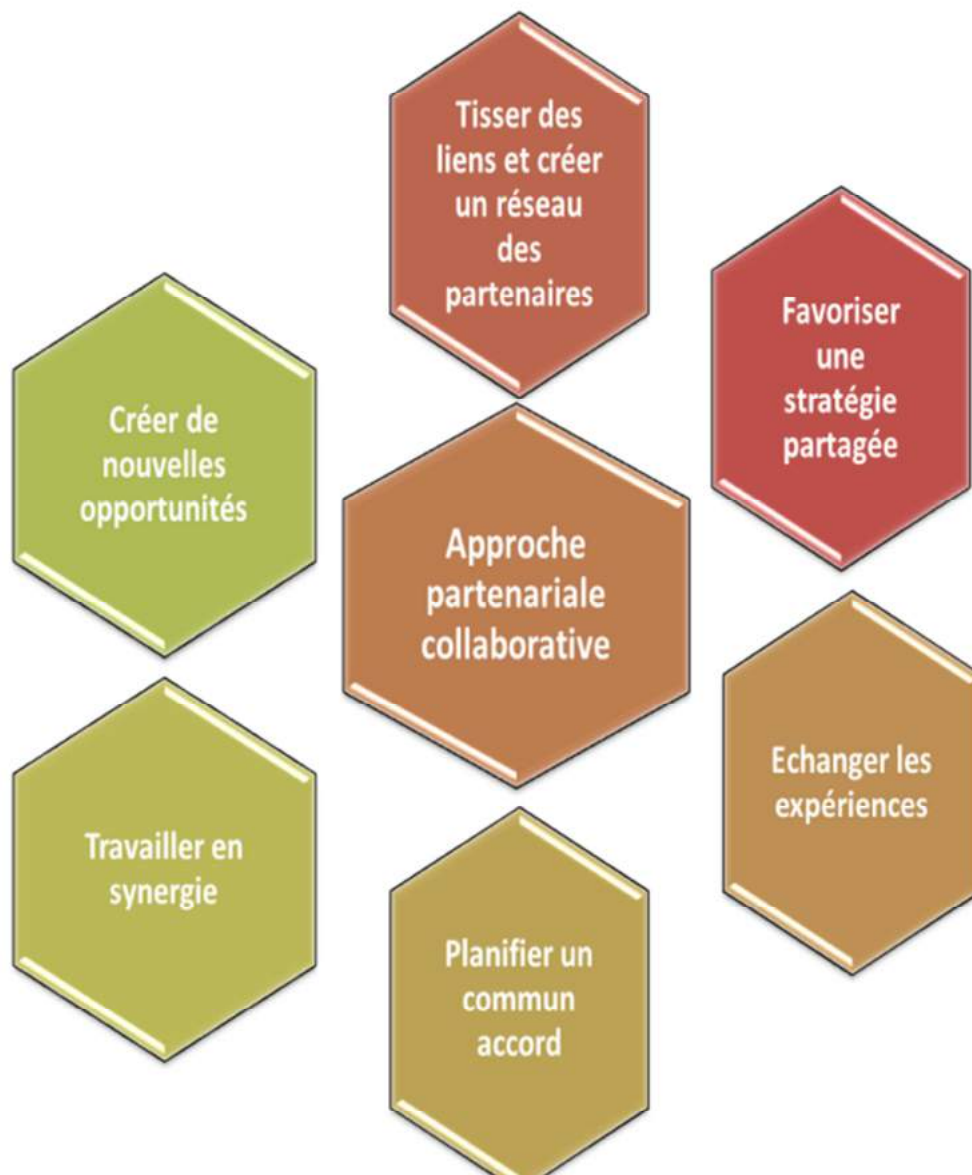 Tisser des
liens et créer
un réseau
des
partenaires
Favoriser
une
stratégie
partagée
Créer de
nouvelles
opportunités
Approche
partenariale
collaborative
Echanger les
expériences
Travailler en
synergie
Planifier un
commun
accord